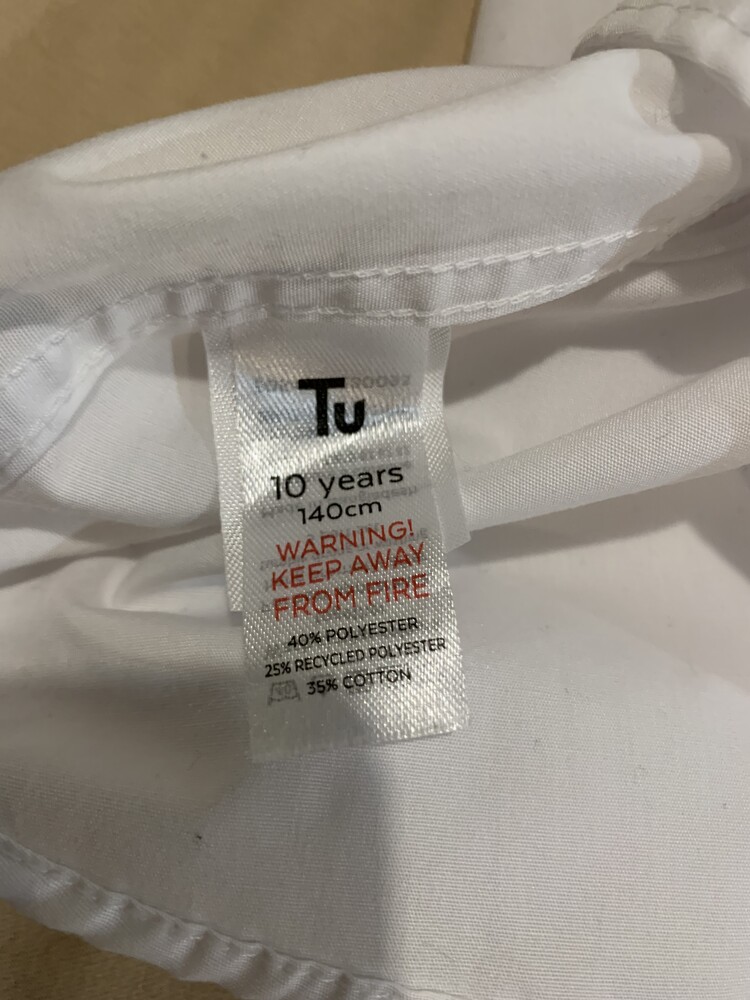 Tu
10 years
140cm
WARNING!
KEEP AWAY
FROM FIRE
40% POLYESTER
25% RECYCLED POLYESTER
35% COTTON